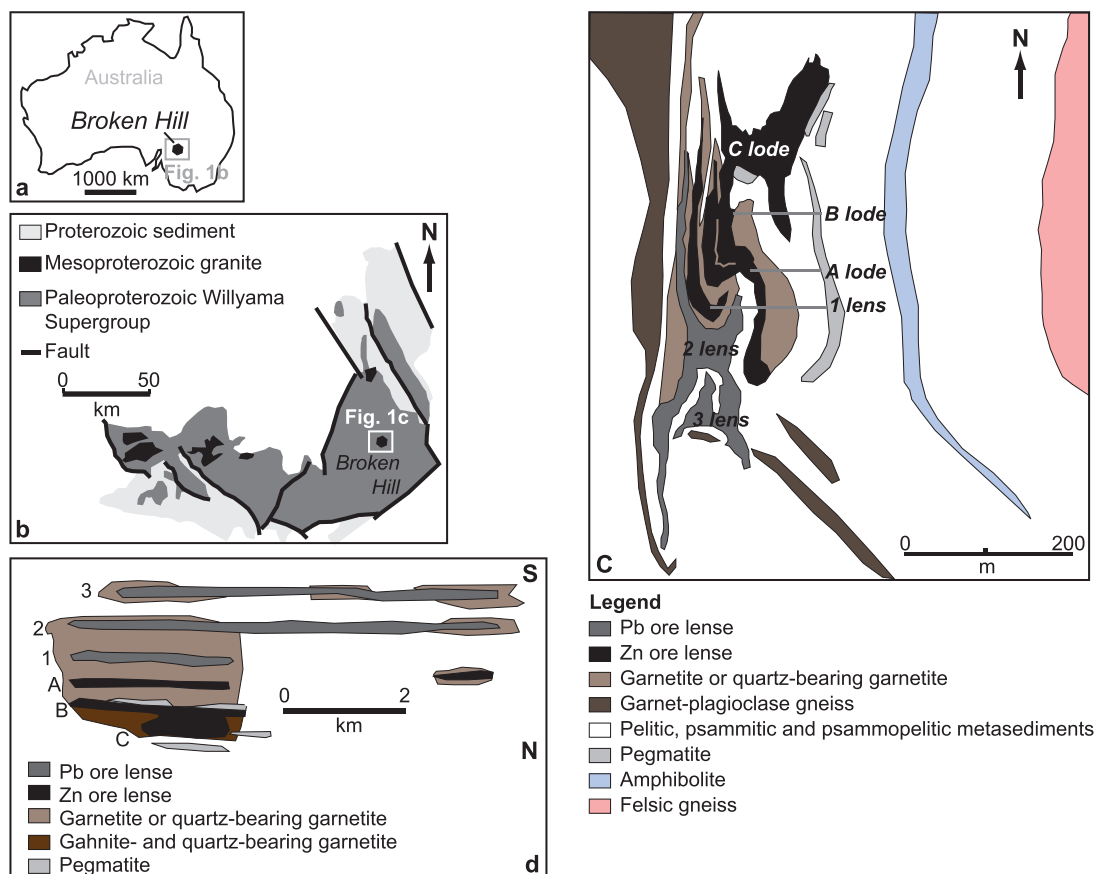 Australia
Broken Hill
Fig. 1b
1000 km
a
Proterozoic sediment
N
Mesoproterozoic granite
Paleoproterozoic Willyama
Supergroup
Fault
0 50
km
Fig. 1c
Broken
Hill
b
S
3
2
1
A
B
C
0 2
km
N
Pb ore lense
Zn ore lense
Garnetite or quartz-bearing garnetite
Gahnite- and quartz-bearing garnetite
Pegmatite
d
N
C lode
B lode
A lode
1 lens
2 lens
3 lens
0 200
m
C
Legend
Pb ore lense
Zn ore lense
Garnetite or quartz-bearing garnetite
Garnet-plagioclase gneiss
Pelitic, psammitic and psammopelitic metasediments
Pegmatite
Amphibolite
Felsic gneiss